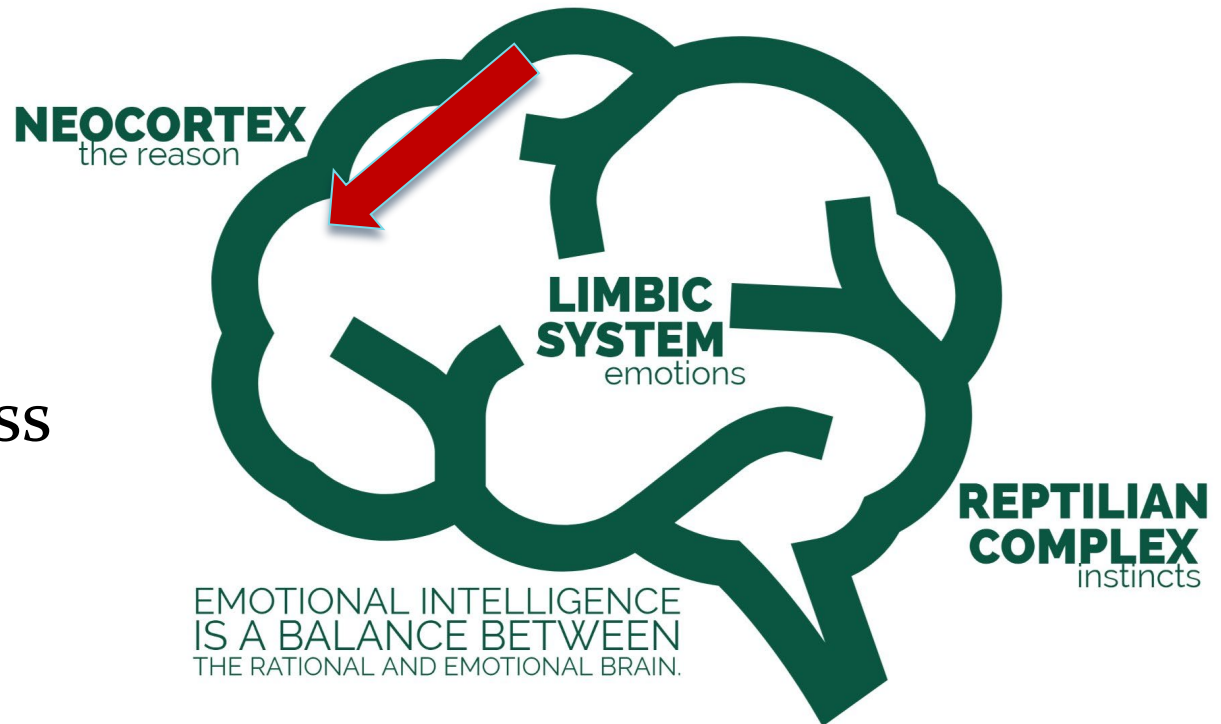 NEOCORTEX
the reason
LIMBIC
SYSTEM
emotions
ss
REPTILIAN
COMPLEX
instincts
EMOTIONAL INTELLIGENCE
IS A BALANCE BETWEEN
THE RATIONAL AND EMOTIONAL BRAIN.